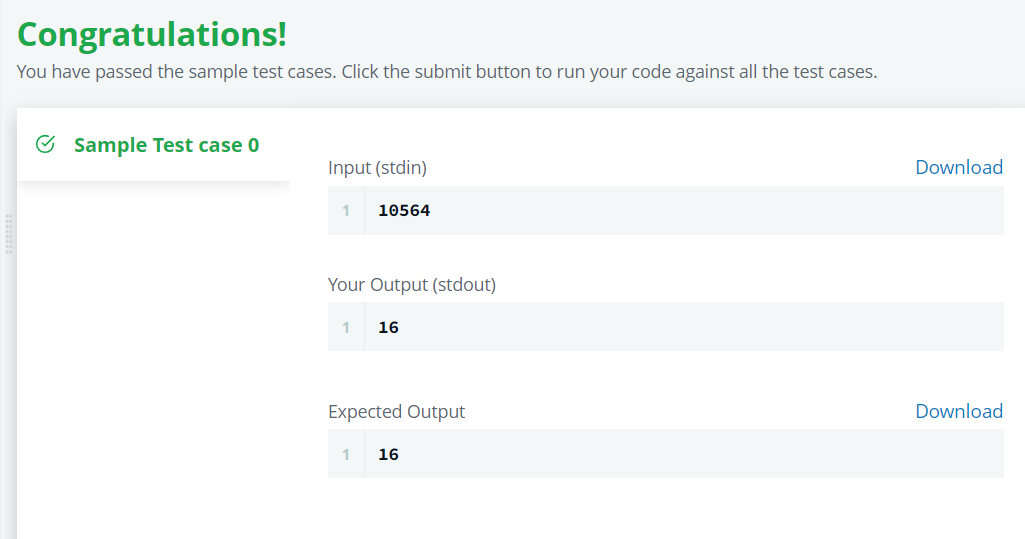 Congratulations!
You have passed the sample test cases. Click the submit button to run your code against all the test cases.
Sample Test case 0
Input (stdin)
Download
1 10564
Your Output (stdout)
1 16
Expected Output
Download
1 16